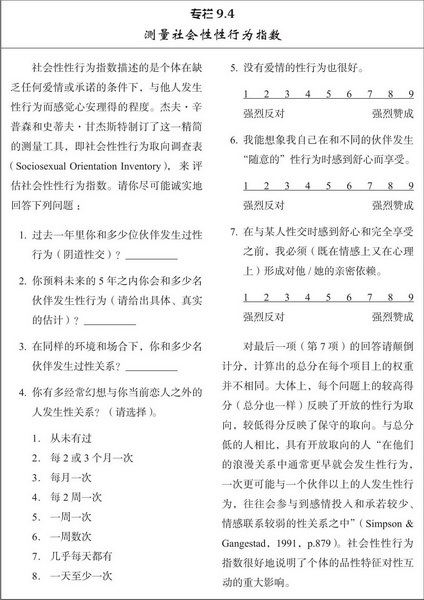 专栏 9.4
测量社会性性行为指数
社会性性行为指数描述的是个体在缺
乏任何爱情或承诺的条件下，与他人发生
性行为而感觉心安理得的程度。杰夫·辛
普森和史蒂夫·甘杰斯特制订了这一精简
的测量工具，即社会性性行为取向调查表
（Sociosexual Orientation Inventory），来评
估社会性性行为指数。请你尽可能诚实地
回答下列问题：
1. 过去一年里你和多少位伙伴发生过性
行为（阴道性交）？
2. 你预料未来的 5 年之内你会和多少名
伙伴发生性行为（请给出具体、真实
的估计）？
3. 在同样的环境和场合下，你和多少名
伙伴发生过性关系？
4. 你有多经常幻想与你当前恋人之外的
人发生性关系？（请选择）。
1. 从未有过
2. 每 2 或 3 个月一次
3. 每月一次
4. 每 2 周一次
5. 一周一次
6. 一周数次
7. 几乎每天都有
8. 一天至少一次
5. 没有爱情的性行为也很好。
1 2 3 4 5 6 7 8 9
强烈反对 强烈赞成
6. 我能想象我自己在和不同的伙伴发生
“随意的”性行为时感到舒心而享受。
1 2 3 4 5 6 7 8 9
强烈反对 强烈赞成
7. 在与某人性交时感到舒心和完全享受
之前，我必须（既在情感上又在心理
上）形成对他 / 她的亲密依赖。
1 2 3 4 5 6 7 8 9
强烈反对 强烈赞成
对最后一项（第 7 项）的回答请颠倒
计分，计算出的总分在每个项目上的权重
并不相同。大体上，每个问题上的较高得
分（总分也一样）反映了开放的性行为取
向，较低得分反映了保守的取向。与总分
低的人相比，具有开放取向的人“在他们
的浪漫关系中通常更早就会发生性行为，
一次更可能与一个伙伴以上的人发生性行
为，往往会参与到感情投入和承若较少、
情感联系较弱的性关系之中”（Simpson &
Gangestad，1991，p.879）。社会性性行为
指数很好地说明了个体的品性特征对性互
动的重大影响。